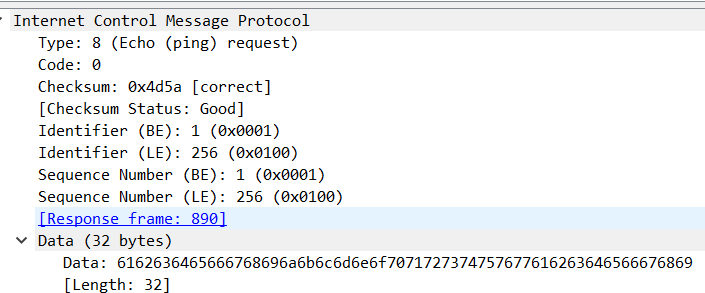 Internet Control Message Protocol
Type: 8 (Echo (ping) request)
Code: 0
Checksum: 0x4d5a [correct]
[Checksum Status: Good]
Identifier (BE): 1 (0x0001)
Identifier (LE): 256 (0x0100)
Sequence Number (BE): 1 (0x0001)
Sequence Number (LE): 256 (0x0100)
[Response frame: 890]
Data (32 bytes)
Data: 6162636465666768696a6b6c6d6e6f7071727374757677616263646566676869
[Length: 32]